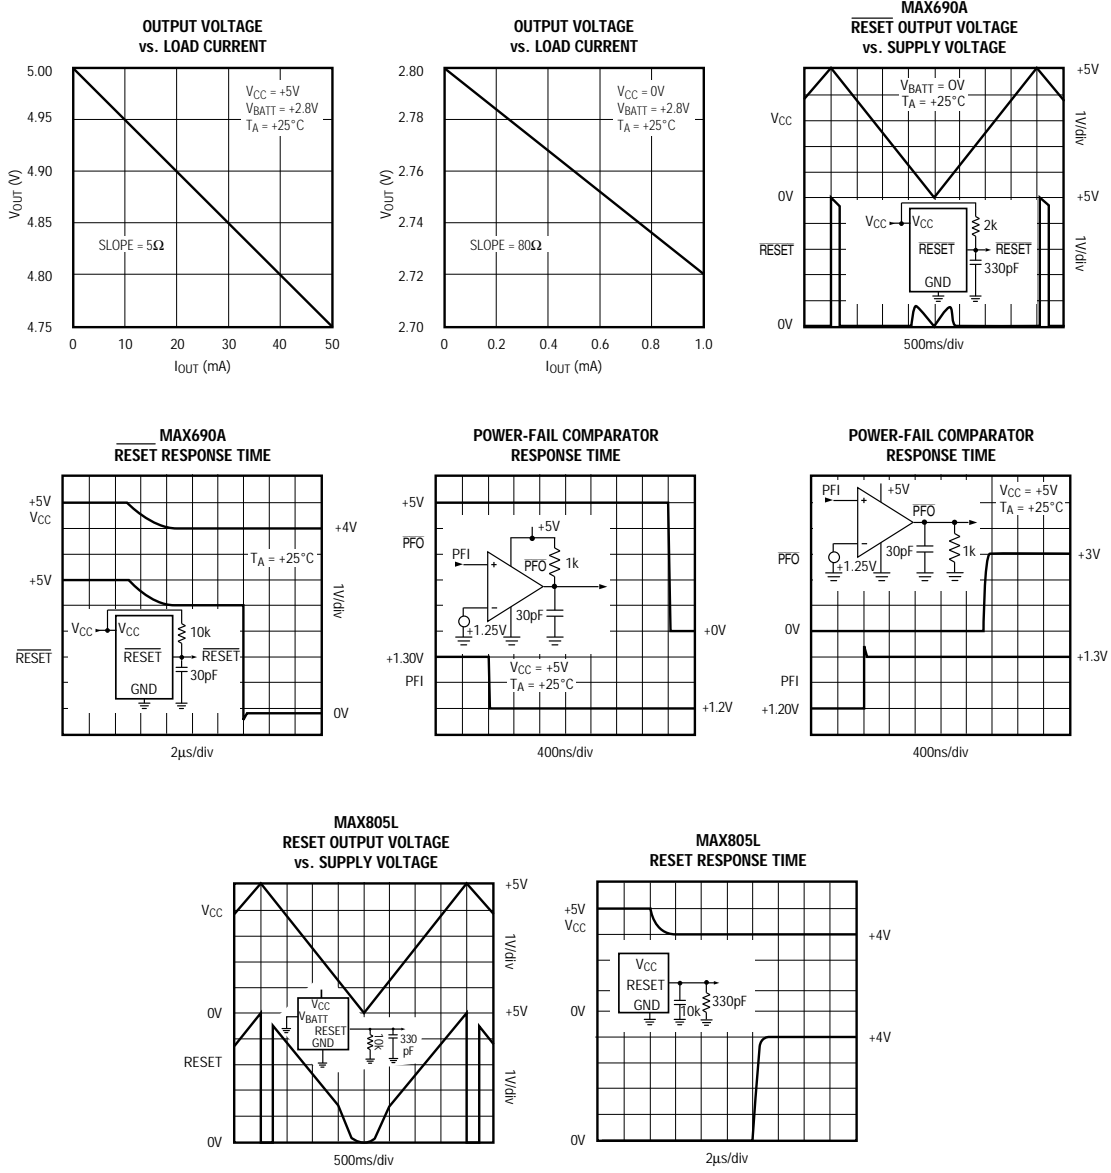 OUTPUT VOLTAGE
vs. LOAD CURRENT
5.00
4.95
4.90
4.85
4.80
4.75
VOUT (V)
VCC = +5V
VBATT = +2.8V
TA = +25°C
SLOPE = 5Ω
0 10 20 30 40 50
IOUT (mA)
OUTPUT VOLTAGE
vs. LOAD CURRENT
2.80
2.78
2.76
2.74
2.72
2.70
VOUT (V)
VCC = 0V
VBATT = +2.8V
TA = +25°C
SLOPE = 80Ω
0 0.2 0.4 0.6 0.8 1.0
IOUT (mA)
MAX690A
RESET OUTPUT VOLTAGE
vs. SUPPLY VOLTAGE
+5V
VBATT = OV
TA = +25°C
VCC
1V/div
0V
+5V
VCC
VCC
2k
RESET
RESET
RESET
1V/div
330pF
GND
0V
500ms/div
MAX690A
RESET RESPONSE TIME
+5V
VCC
+4V
TA = +25°C
+5V
1V/div
VCC
VCC
10k
RESET
RESET
RESET
30pF
GND
0V
2µs/div
POWER-FAIL COMPARATOR
RESPONSE TIME
+5V
+5V
PFO
PFI
+
PFO
1k
−
30pF
+1.25V
+0V
+1.30V
PFI
VCC = +5V
TA = +25°C
+1.2V
400ns/div
POWER-FAIL COMPARATOR
RESPONSE TIME
PFI
+5V
VCC = +5V
TA = +25°C
+
PFO
−
30pF
1k
PFO
+1.25V
+3V
0V
+1.3V
PFI
+1.20V
400ns/div
MAX805L
RESET OUTPUT VOLTAGE
vs. SUPPLY VOLTAGE
+5V
VCC
1V/div
0V
+5V
VCC
VBATT
RESET
GND
10k
330
pF
RESET
1V/div
0V
500ms/div
MAX805L
RESET RESPONSE TIME
+5V
VCC
+4V
VCC
RESET
GND
10k
330pF
0V
+4V
0V
2µs/div